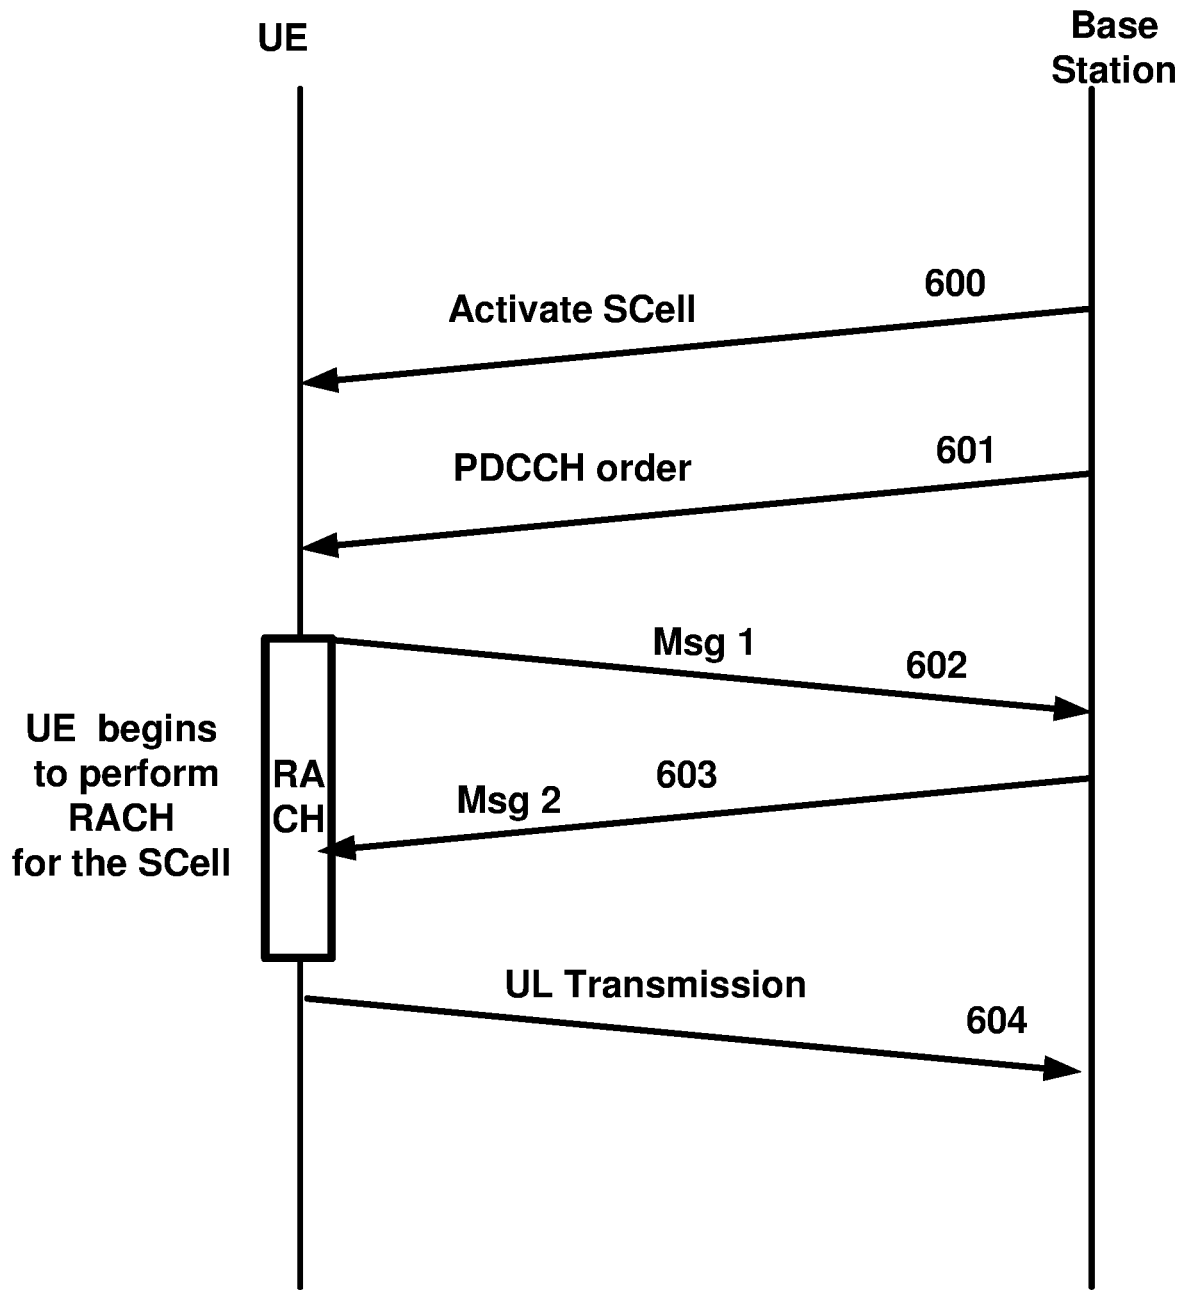 UE
Base
Station
600
Activate SCell
601
PDCCH order
Msg 1
602
UE begins
to perform
RACH
for the SCell
RA
CH
603
Msg 2
UL Transmission
604